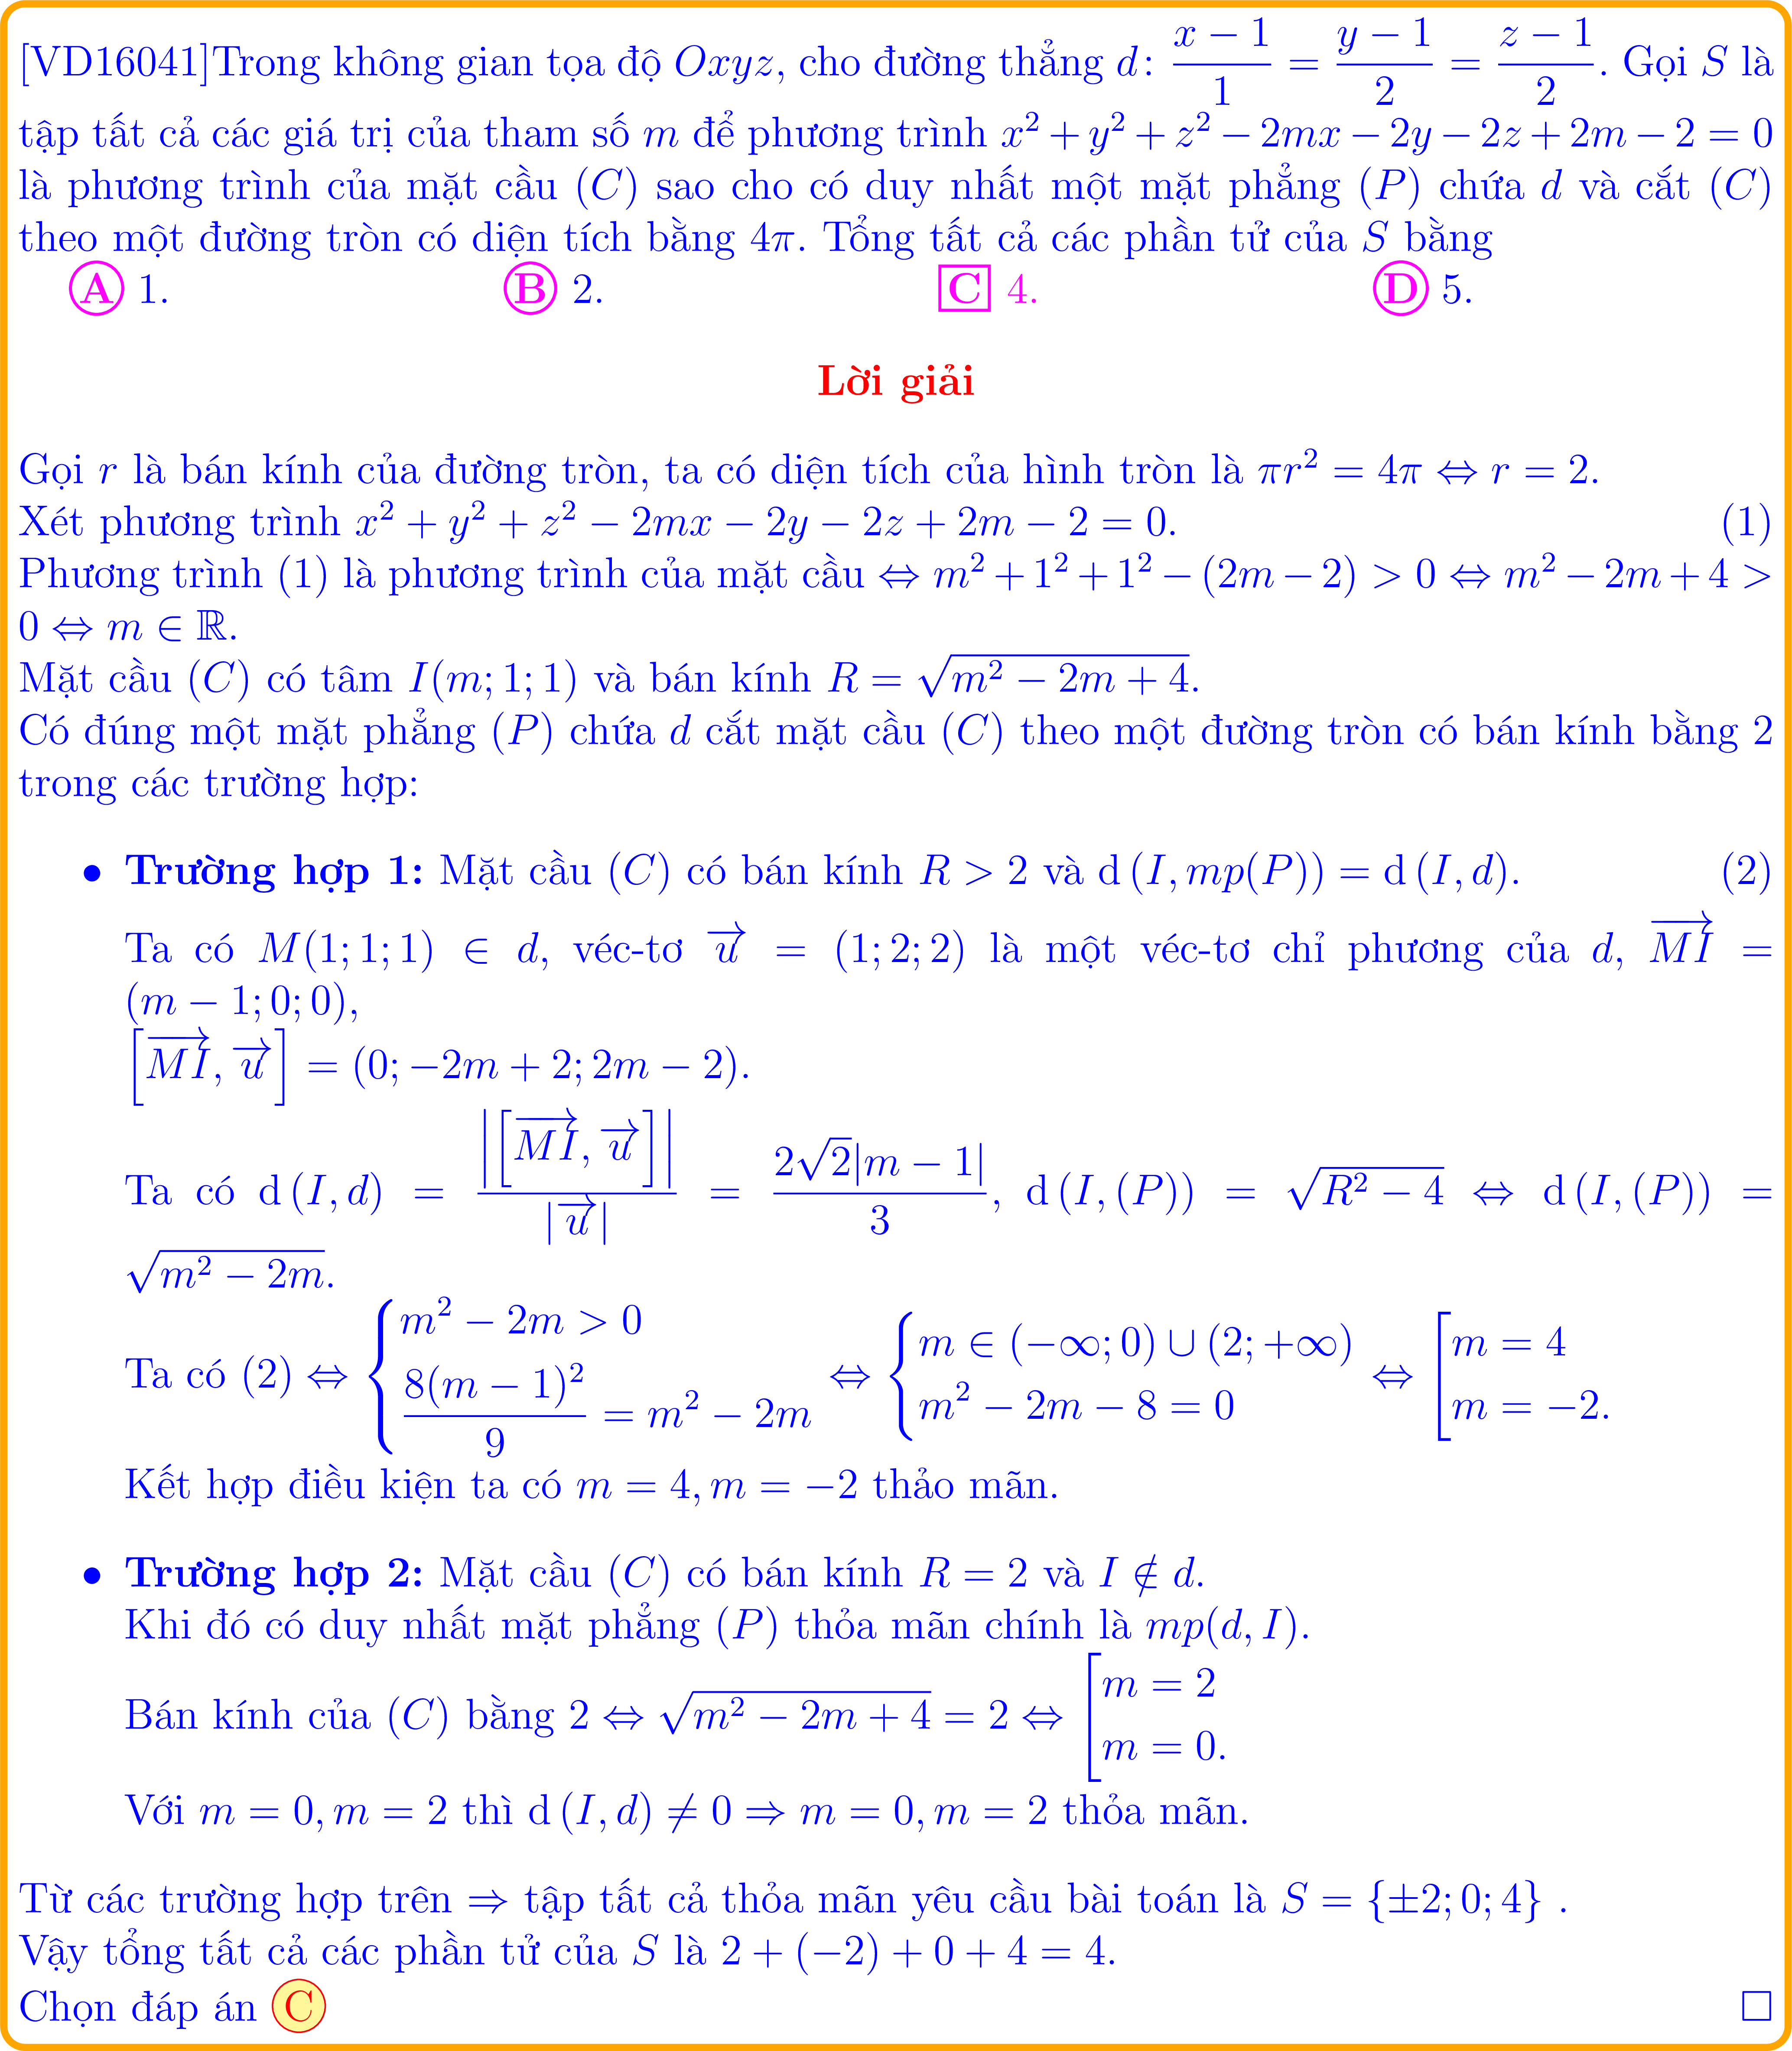 [VD16041]Trong không gian tọa độ $Oxyz$, cho đường thẳng $d\colon \dfrac{x-1}{1} = \dfrac{y-1}{2} = \dfrac{z-1}{2}$. Gọi $S$ là
tập tất cả các giá trị của tham số $m$ để phương trình $x^2+y^2+z^2-2mx-2y-2z+2m-2=0$
là phương trình của mặt cầu $(C)$ sao cho có duy nhất một mặt phẳng $(P)$ chứa $d$ và cắt $(C)$
theo một đường tròn có diện tích bằng $4\pi$. Tổng tất cả các phần tử của $S$ bằng
A 1. B 2. C 4. D 5.
Lời giải
Gọi $r$ là bán kính của đường tròn, ta có diện tích của hình tròn là $\pi r^2 = 4\pi \Leftrightarrow r = 2$.
Xét phương trình $x^2+y^2+z^2-2mx-2y-2z+2m-2=0$. (1)
Phương trình (1) là phương trình của mặt cầu $\Leftrightarrow m^2+1^2+1^2-(2m-2)>0 \Leftrightarrow m^2-2m+4>$
$0 \Leftrightarrow m \in \mathbb{R}$.
Mặt cầu $(C)$ có tâm $I(m;1;1)$ và bán kính $R = \sqrt{m^2-2m+4}$.
Có đúng một mặt phẳng $(P)$ chứa $d$ cắt mặt cầu $(C)$ theo một đường tròn có bán kính bằng 2
trong các trường hợp:
• Trường hợp 1: Mặt cầu $(C)$ có bán kính $R > 2$ và $\mathrm{d}\,(I, mp(P)) = \mathrm{d}\,(I, d)$. (2)
Ta có $M(1;1;1) \in d$, véc-tơ $\overrightarrow{u} = (1;2;2)$ là một véc-tơ chỉ phương của $d$, $\overrightarrow{MI} =$
$(m-1;0;0)$,
$\left[\overrightarrow{MI}, \overrightarrow{u}\right] = (0;-2m+2;2m-2)$.
Ta có $\mathrm{d}\,(I,d) = \dfrac{\left|\left[\overrightarrow{MI}, \overrightarrow{u}\right]\right|}{|\overrightarrow{u}|} = \dfrac{2\sqrt{2}|m-1|}{3}$, $\mathrm{d}\,(I,(P)) = \sqrt{R^2-4} \Leftrightarrow \mathrm{d}\,(I,(P)) =$
$\sqrt{m^2-2m}$.
Ta có (2) $\Leftrightarrow \begin{cases} m^2-2m>0 \\ \dfrac{8(m-1)^2}{9} = m^2-2m \end{cases} \Leftrightarrow \begin{cases} m \in (-\infty;0)\cup(2;+\infty) \\ m^2-2m-8=0 \end{cases} \Leftrightarrow \left[\begin{array}{l} m=4 \\ m=-2. \end{array}\right.$
Kết hợp điều kiện ta có $m = 4, m = -2$ thảo mãn.
• Trường hợp 2: Mặt cầu $(C)$ có bán kính $R = 2$ và $I \notin d$.
Khi đó có duy nhất mặt phẳng $(P)$ thỏa mãn chính là $mp(d, I)$.
Bán kính của $(C)$ bằng $2 \Leftrightarrow \sqrt{m^2-2m+4} = 2 \Leftrightarrow \left[\begin{array}{l} m=2 \\ m=0. \end{array}\right.$
Với $m = 0, m = 2$ thì $\mathrm{d}\,(I,d) \neq 0 \Rightarrow m = 0, m = 2$ thỏa mãn.
Từ các trường hợp trên $\Rightarrow$ tập tất cả thỏa mãn yêu cầu bài toán là $S = \{\pm 2; 0; 4\}$ .
Vậy tổng tất cả các phần tử của $S$ là $2 + (-2) + 0 + 4 = 4$.
Chọn đáp án C □